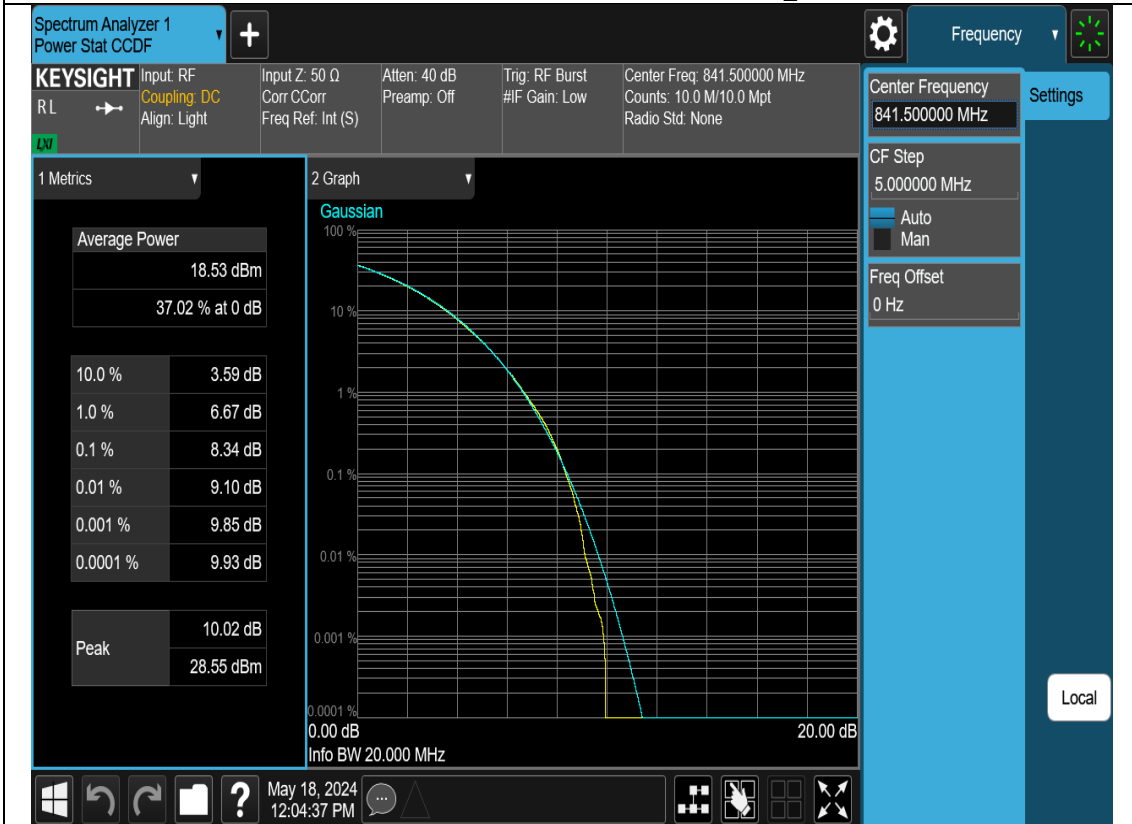 Spectrum Analyzer 1
Power Stat CCDF
Frequency
KEYSIGHT
R L
LXI
Input: RF
Coupling: DC
Align: Light
Input Z: 50 Ω
Corr CCorr
Freq Ref: Int (S)
Atten: 40 dB
Preamp: Off
Trig: RF Burst
#IF Gain: Low
Center Freq: 841.500000 MHz
Counts: 10.0 M/10.0 Mpt
Radio Std: None
Center Frequency
841.500000 MHz
Settings
CF Step
5.000000 MHz
Auto
Man
Freq Offset
0 Hz
Local
1 Metrics
Average Power
18.53 dBm
37.02 % at 0 dB
10.0 % 3.59 dB
1.0 % 6.67 dB
0.1 % 8.34 dB
0.01 % 9.10 dB
0.001 % 9.85 dB
0.0001 % 9.93 dB
Peak
10.02 dB
28.55 dBm
2 Graph
Gaussian
100 %
10 %
1 %
0.1 %
0.01 %
0.001 %
0.0001 %
0.00 dB 20.00 dB
Info BW 20.000 MHz
?
May 18, 2024
12:04:37 PM